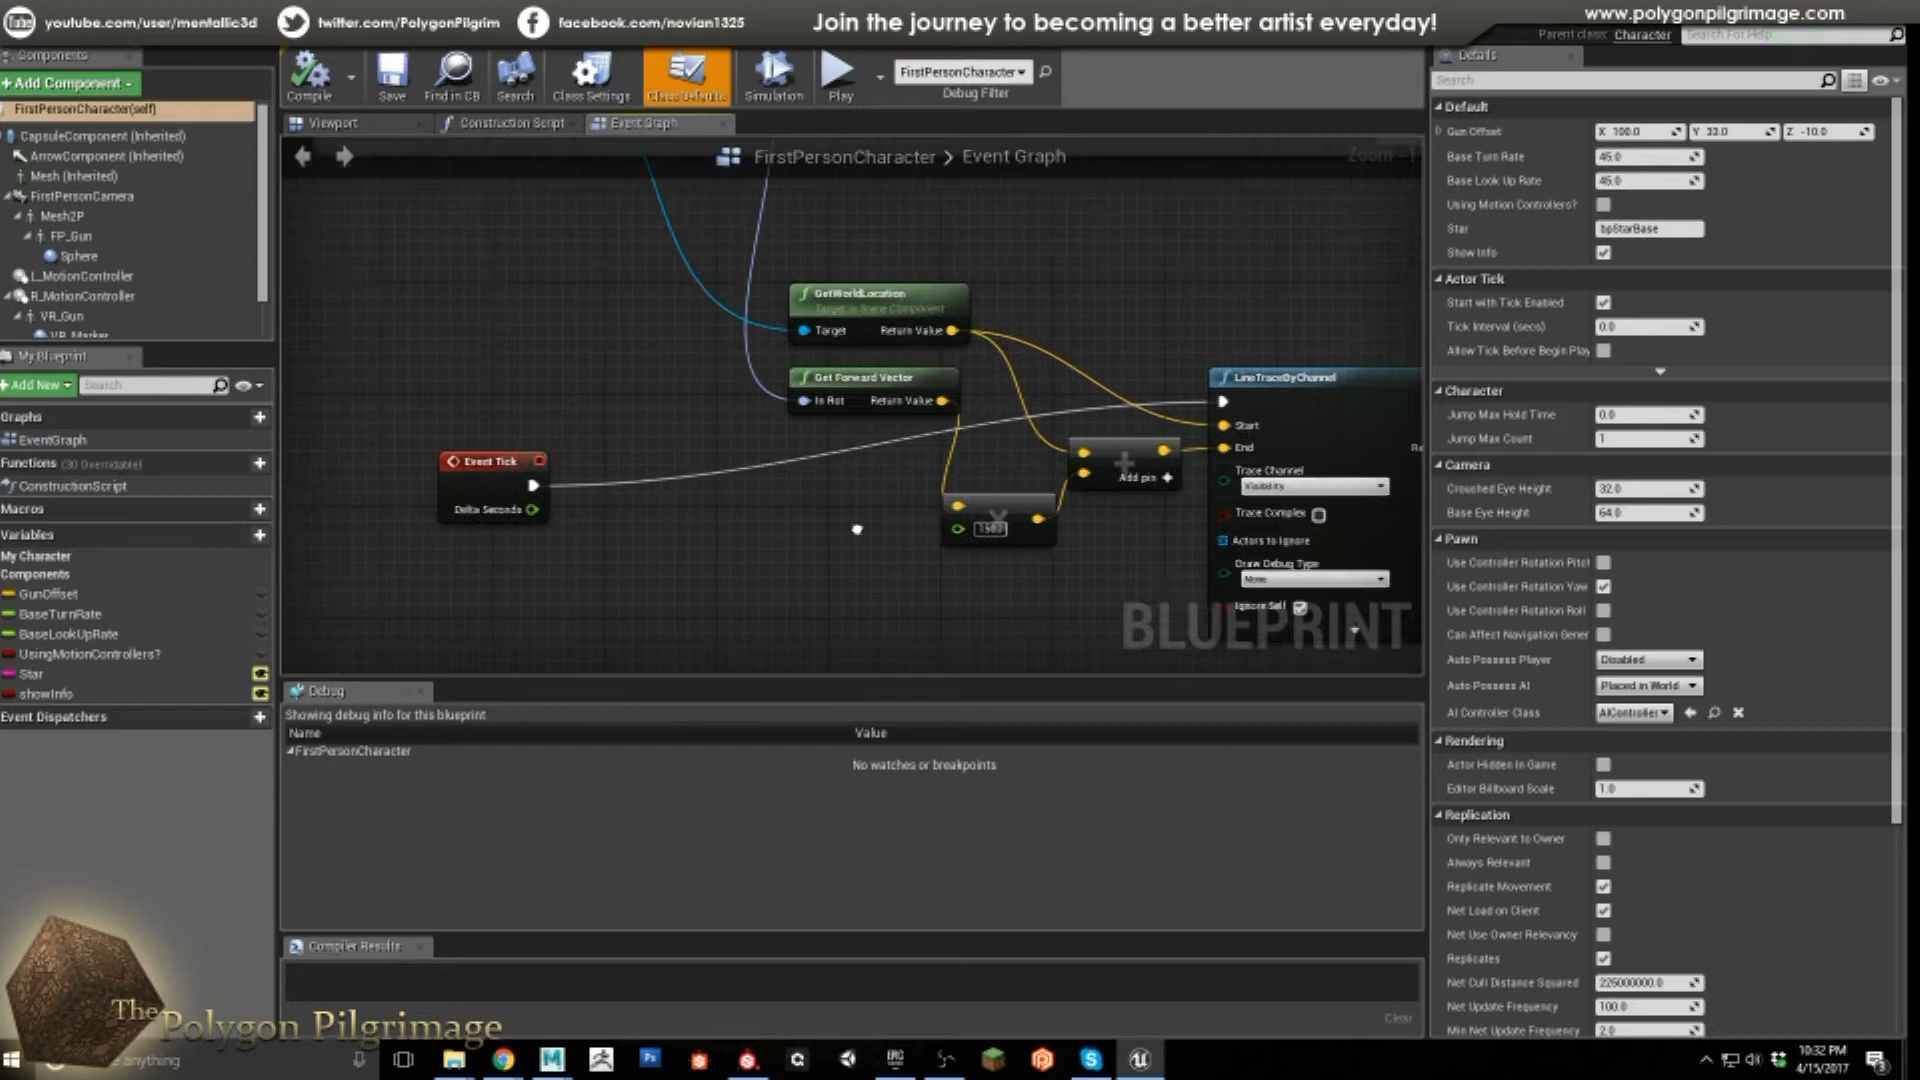 youtube.com/user/mentallic3d
twitter.com/PolygonPilgrim
facebook.com/novian1325
Join the journey to becoming a better artist everyday!
www.polygonpilgrimage.com
Components
Parent class: Character
Search For Help
+ Add Component
FirstPersonCharacter(self)
CapsuleComponent (Inherited)
ArrowComponent (Inherited)
Mesh (Inherited)
FirstPersonCamera
Mesh2P
FP_Gun
Sphere
L_MotionController
R_MotionController
VR_Gun
My Blueprint
+ Add New
Search
Graphs
EventGraph
Functions (30 Overridable)
ConstructionScript
Macros
Variables
My Character
Components
GunOffset
BaseTurnRate
BaseLookUpRate
UsingMotionControllers?
Star
showInfo
Event Dispatchers
Compile
Save
Find in CB
Search
Class Settings
Class Defaults
Simulation
Play
FirstPersonCharacter
Debug Filter
Viewport
Construction Script
Event Graph
FirstPersonCharacter > Event Graph
Zoom -1
GetWorldLocation
Target is Scene Component
Target
Return Value
Get Forward Vector
In Rot
Return Value
Event Tick
Delta Seconds
Add pin +
LineTraceByChannel
Start
End
Trace Channel
Visibility
Trace Complex
Actors to Ignore
Draw Debug Type
None
Ignore Self
BLUEPRINT
Debug
Showing debug info for this blueprint
Name
Value
FirstPersonCharacter
No watches or breakpoints
Compiler Results
Clear
Details
Search
Default
Gun Offset
X 100.0
Y 33.0
Z -10.0
Base Turn Rate
45.0
Base Look Up Rate
45.0
Using Motion Controllers?
Star
bpStarBase
Show Info
Actor Tick
Start with Tick Enabled
Tick Interval (secs)
0.0
Allow Tick Before Begin Play
Character
Jump Max Hold Time
0.0
Jump Max Count
1
Camera
Crouched Eye Height
32.0
Base Eye Height
64.0
Pawn
Use Controller Rotation Pitch
Use Controller Rotation Yaw
Use Controller Rotation Roll
Can Affect Navigation Gener
Auto Possess Player
Disabled
Auto Possess AI
Placed in World
AI Controller Class
AIController
Rendering
Actor Hidden In Game
Editor Billboard Scale
1.0
Replication
Only Relevant to Owner
Always Relevant
Replicate Movement
Net Load on Client
Net Use Owner Relevancy
Replicates
Net Cull Distance Squared
225000000.0
Net Update Frequency
100.0
Min Net Update Frequency
2.0
The Polygon Pilgrimage
anything
10:32 PM
4/15/2017